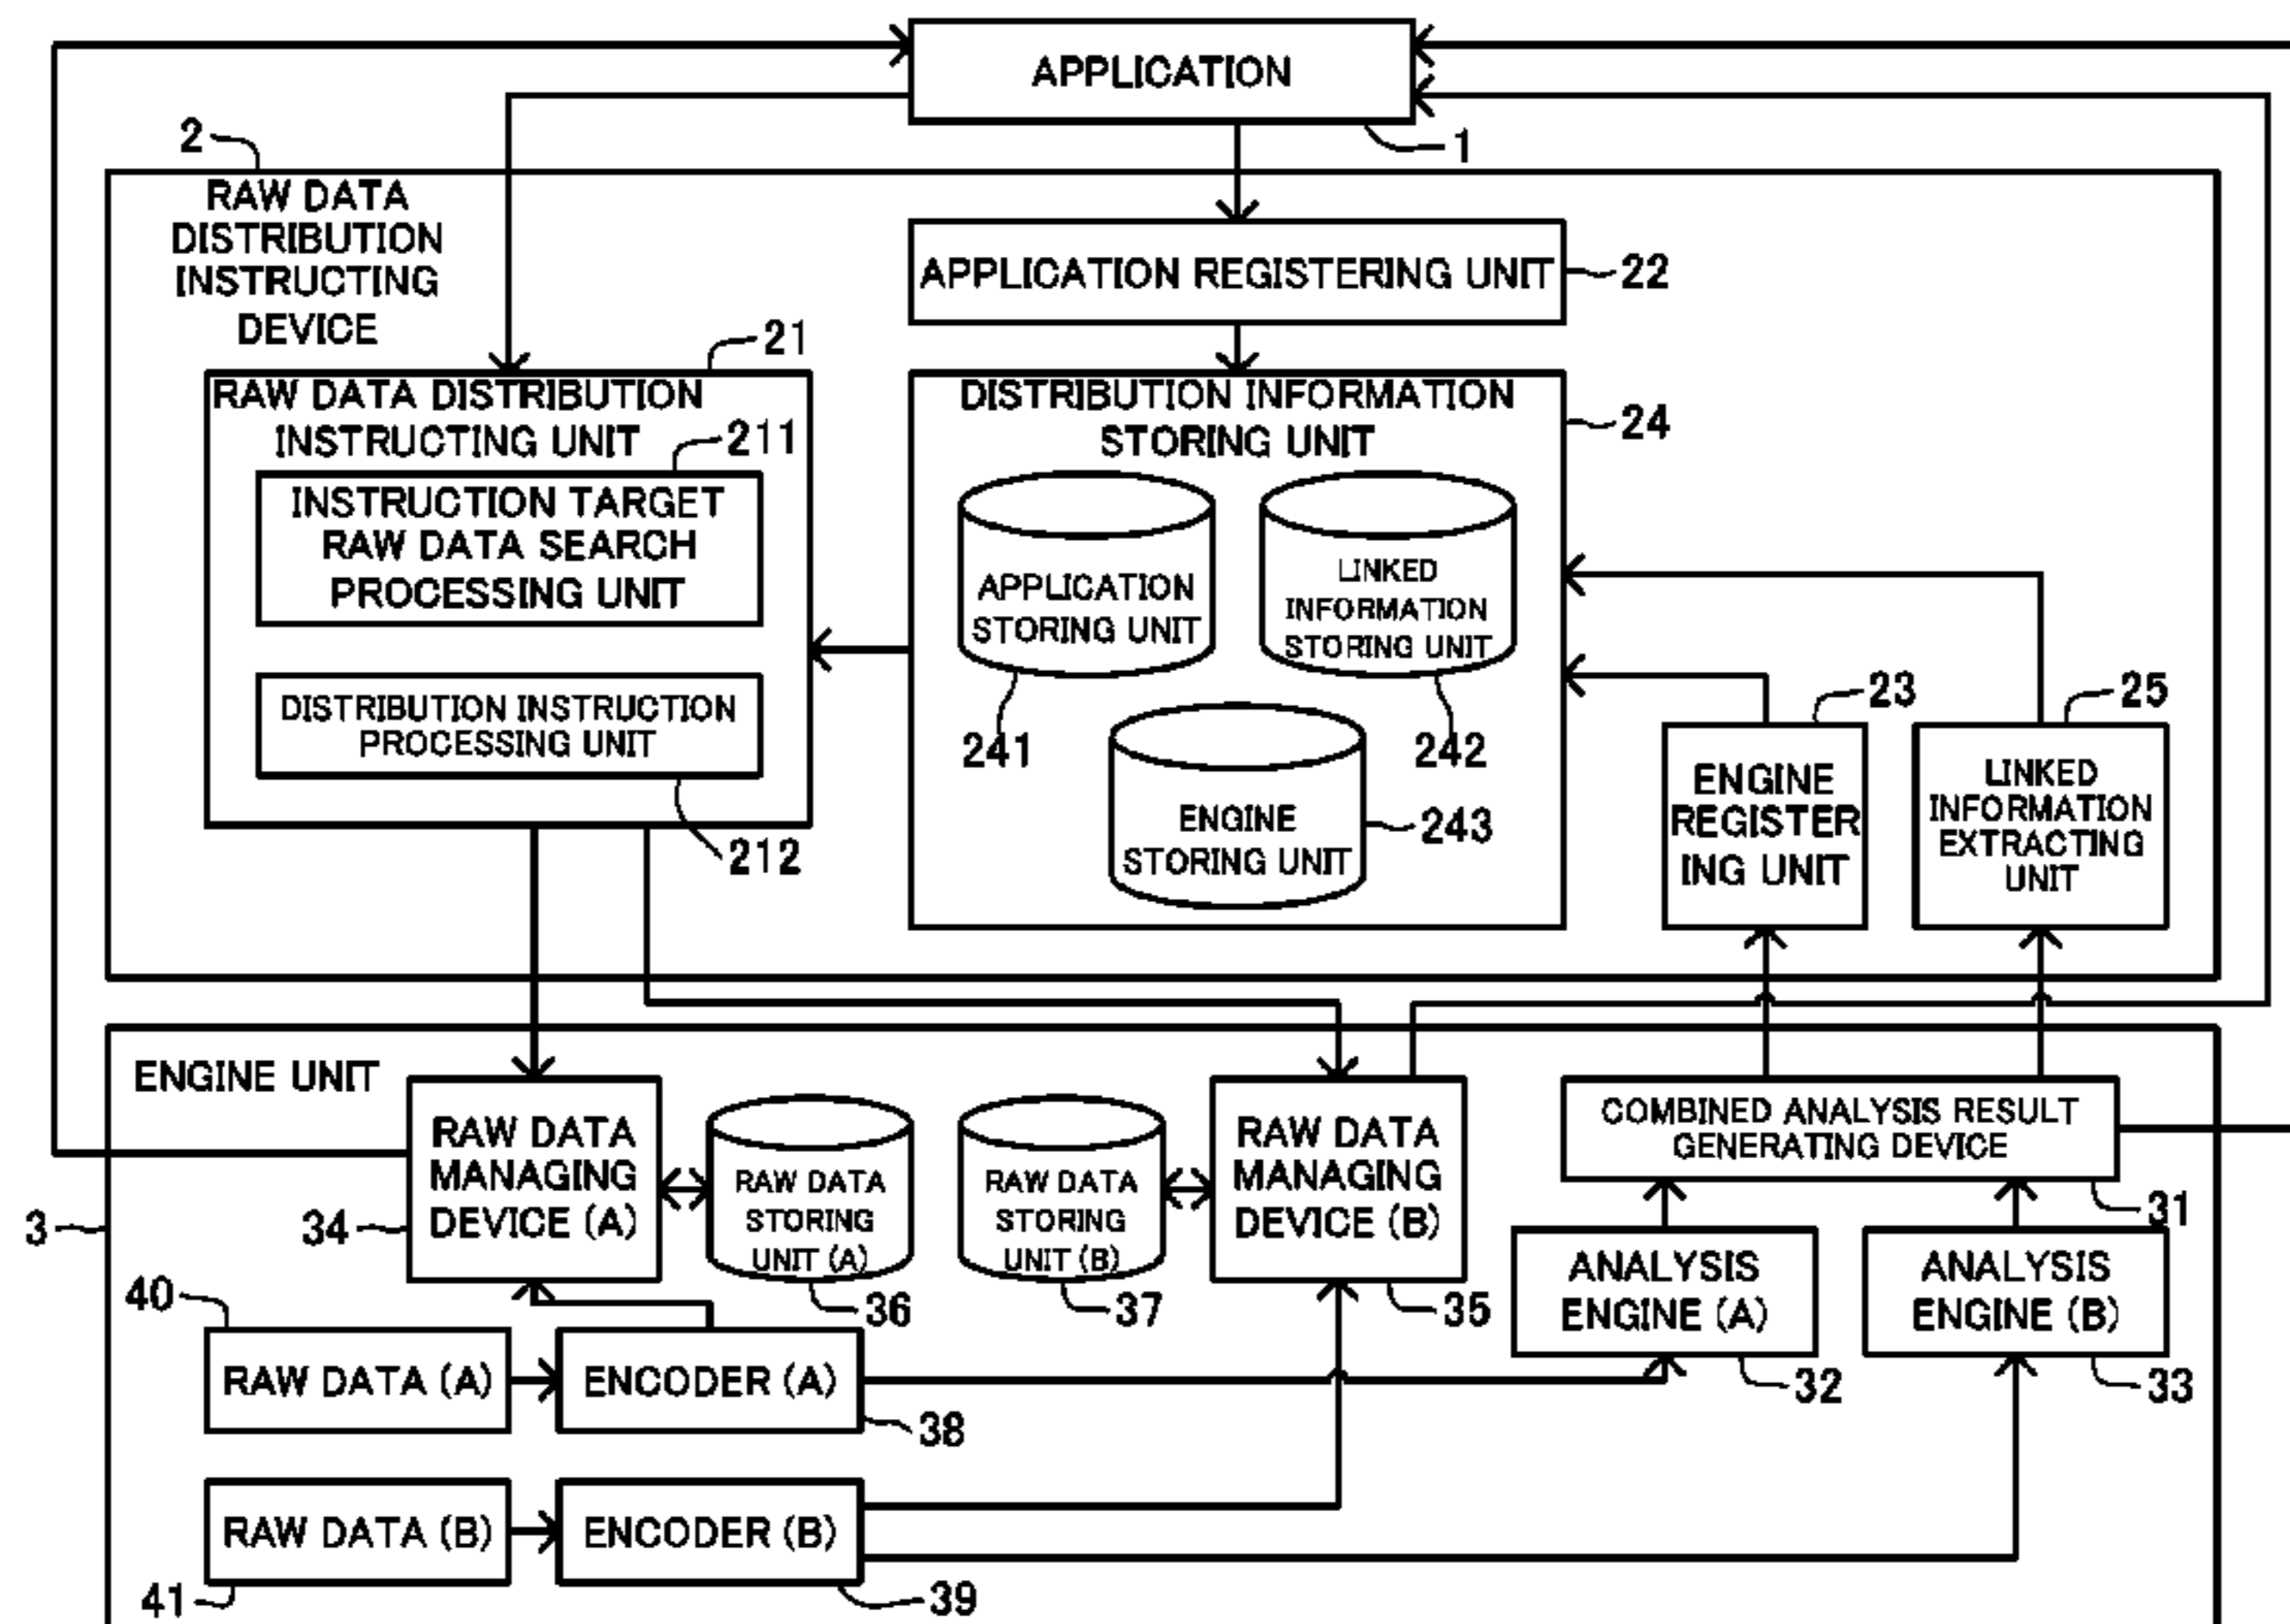 APPLICATION
1
2
RAW DATA
DISTRIBUTION
INSTRUCTING
DEVICE
APPLICATION REGISTERING UNIT
22
21
RAW DATA DISTRIBUTION
INSTRUCTING UNIT
211
INSTRUCTION TARGET
RAW DATA SEARCH
PROCESSING UNIT
DISTRIBUTION INSTRUCTION
PROCESSING UNIT
212
DISTRIBUTION INFORMATION
STORING UNIT
24
APPLICATION
STORING UNIT
241
LINKED
INFORMATION
STORING UNIT
242
ENGINE
STORING UNIT
243
23
ENGINE
REGISTER
ING UNIT
25
LINKED
INFORMATION
EXTRACTING
UNIT
3
ENGINE UNIT
RAW DATA
MANAGING
DEVICE (A)
34
RAW DATA
STORING
UNIT (A)
36
RAW DATA
STORING
UNIT (B)
37
RAW DATA
MANAGING
DEVICE (B)
35
COMBINED ANALYSIS RESULT
GENERATING DEVICE
31
ANALYSIS
ENGINE (A)
32
ANALYSIS
ENGINE (B)
33
40
RAW DATA (A)
ENCODER (A)
38
RAW DATA (B)
41
ENCODER (B)
39